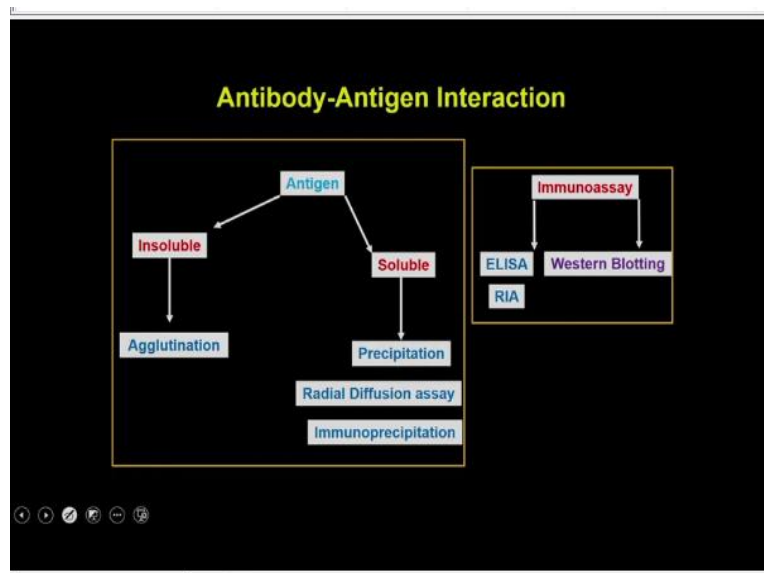 Antibody-Antigen Interaction
Antigen
Insoluble
Soluble
Agglutination
Precipitation
Radial Diffusion assay
Immunoprecipitation
Immunoassay
ELISA
Western Blotting
RIA